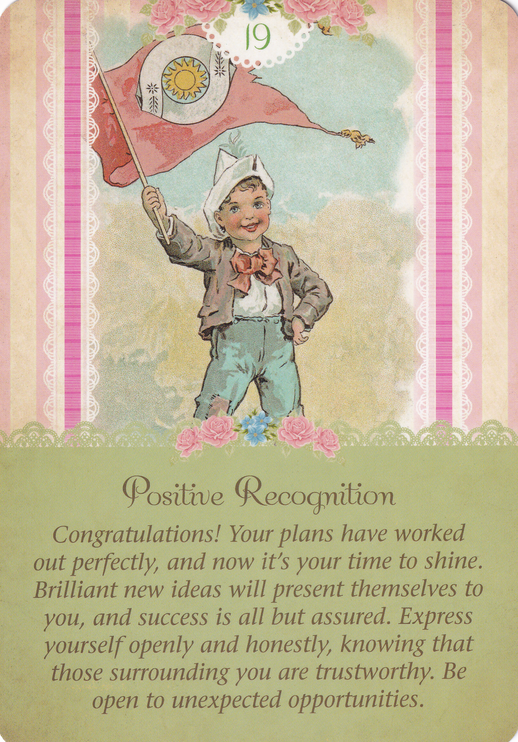 19
Positive Recognition
Congratulations! Your plans have worked
out perfectly, and now it's your time to shine.
Brilliant new ideas will present themselves to
you, and success is all but assured. Express
yourself openly and honestly, knowing that
those surrounding you are trustworthy. Be
open to unexpected opportunities.